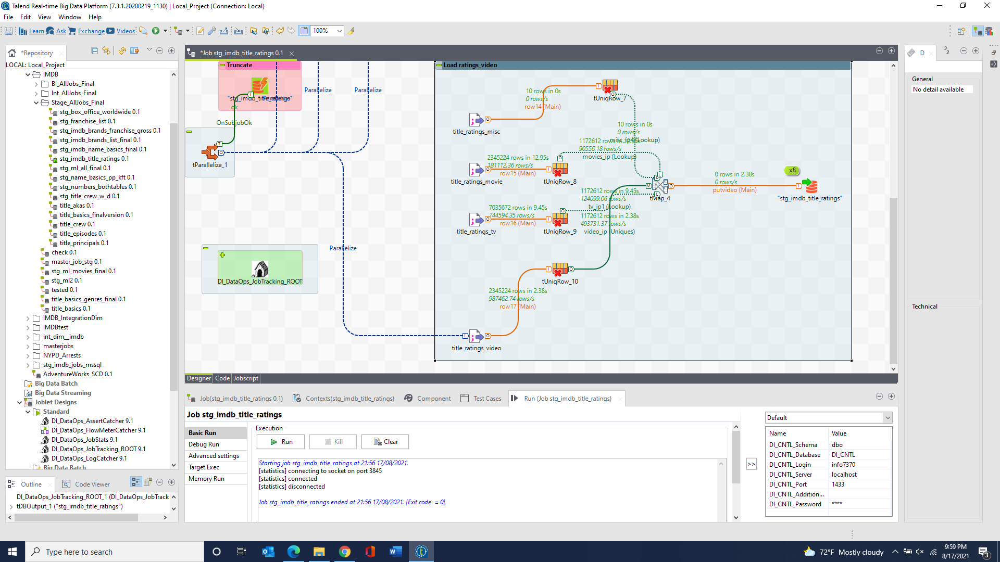 Talend Real-time Big Data Platform (7.3.1.20200219_1130) | Local_Project (Connection: Local)
File Edit View Window Help
Learn Ask Exchange Videos 100%
*Repository
LOCAL: Local_Project
IMDB
BI_AllJobs_Final
Int_AllJobs_Final
Stage_AllJobs_Final
stg_box_office_worldwide 0.1
stg_franchise_list 0.1
stg_imdb_brands_franchise_gross 0.1
stg_imdb_brands_list_final 0.1
stg_imdb_name_basics_final 0.1
stg_imdb_title_ratings 0.1
stg_ml_all_final 0.1
stg_name_basics_pp_kft 0.1
stg_numbers_bothtables 0.1
stg_title_crew_w_d 0.1
title_akas 0.1
title_basics_finalversion 0.1
title_crew 0.1
title_episodes 0.1
title_principals 0.1
check 0.1
master_job_stg 0.1
stg_ml_movies_final 0.1
stg_ml2 0.1
tested 0.1
title_basics_genres_final 0.1
title_basics 0.1
IMDB_IntegrationDim
IMDBtest
int_dim__imdb
masterjobs
NYPD_Arrests
stg_imdb_jobs_mssql
AdventureWorks_SCD 0.1
Big Data Batch
Big Data Streaming
Joblet Designs
Standard
DI_DataOps_AssertCatcher 9.1
DI_DataOps_FlowMeterCatcher 9.1
DI_DataOps_JobStats 9.1
DI_DataOps_JobTracking_ROOT 9.1
DI_DataOps_LogCatcher 9.1
Big Data Batch
Outline Code Viewer
DI_DataOps_JobTracking_ROOT_1 (DI_DataOps_JobTrack
tDBOutput_1 ("stg_imdb_title_ratings")
*Job stg_imdb_title_ratings 0.1
Truncate
"stg_imdb_title_ratings"
ok
OnSubjobOk
Parallelize
Parallelize
Parallelize
tParallelize_1
Parallelize
DI_DataOps_JobTracking_ROOT
Load ratings_video
10 rows in 0s
0 rows/s
row14 (Main)
tUniqRow_7
title_ratings_misc
10 rows in 0s
0 rows/s
(Lookup)
1172612 rows in
90556.18 rows/s
movies_ip (Lookup)
2345224 rows in 12.95s
181112.36 rows/s
row15 (Main)
title_ratings_movie
tUniqRow_8
1172612 rows in 9.45s
124099.06 rows/s
tv_ip1 (Lookup)
tMap_4
0 rows in 2.38s
0 rows/s
putvideo (Main)
x8
"stg_imdb_title_ratings"
7035672 rows in 9.45s
744594.35 rows/s
row16 (Main)
title_ratings_tv
tUniqRow_9
1172612 rows in 2.38s
493731.37 rows/s
video_ip (Uniques)
tUniqRow_10
2345224 rows in 2.38s
987462.74 rows/s
row17 (Main)
title_ratings_video
Designer Code Jobscript
Job(stg_imdb_title_ratings 0.1) Contexts(stg_imdb_title_ratings) Component Test Cases Run (Job stg_imdb_title_ratings)
Job stg_imdb_title_ratings
Basic Run
Debug Run
Advanced settings
Target Exec
Memory Run
Execution
Run Kill Clear
Starting job stg_imdb_title_ratings at 21:56 17/08/2021.
[statistics] connecting to socket on port 3845
[statistics] connected
[statistics] disconnected
Job stg_imdb_title_ratings ended at 21:56 17/08/2021. [Exit code  = 0]
>>
Default
Name Value
DI_CNTL_Schema dbo
DI_CNTL_Database DI_CNTL
DI_CNTL_Login info7370
DI_CNTL_Server localhost
DI_CNTL_Port 1433
DI_CNTL_Addition...
DI_CNTL_Password ****
D
2
General
No detail available
Technical
Type here to search
72°F Mostly cloudy
9:59 PM
8/17/2021
3